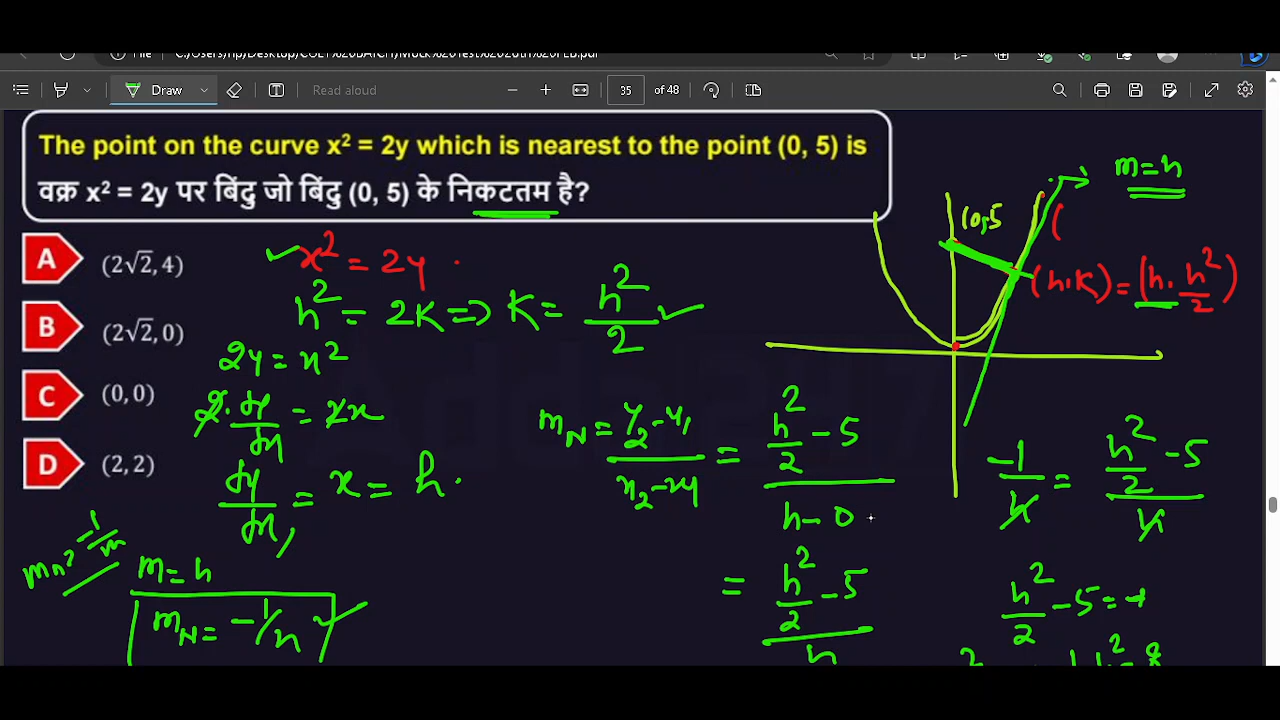 File C:/Users/hp/Desktop/
Draw Read aloud 35 of 48
The point on the curve x² = 2y which is nearest to the point (0, 5) is
वक्र x² = 2y पर बिंदु जो बिंदु (0, 5) के निकटतम है?
A (2√2, 4)
B (2√2, 0)
C (0, 0)
D (2, 2)
x² = 2y
h² = 2K => K = h²/2
2y = x²
2. dy/dx = 2x
dy/dx = x = h.
m = h
m_N = -1/h
m_N = y₂-y₁/x₂-x₁ = h²/2 - 5 / h - 0
= h²/2 - 5 / h
(0,5
m = h
(h, K) = (h, h²/2)
-1/h = h²/2 - 5 / h
h²/2 - 5 = -1